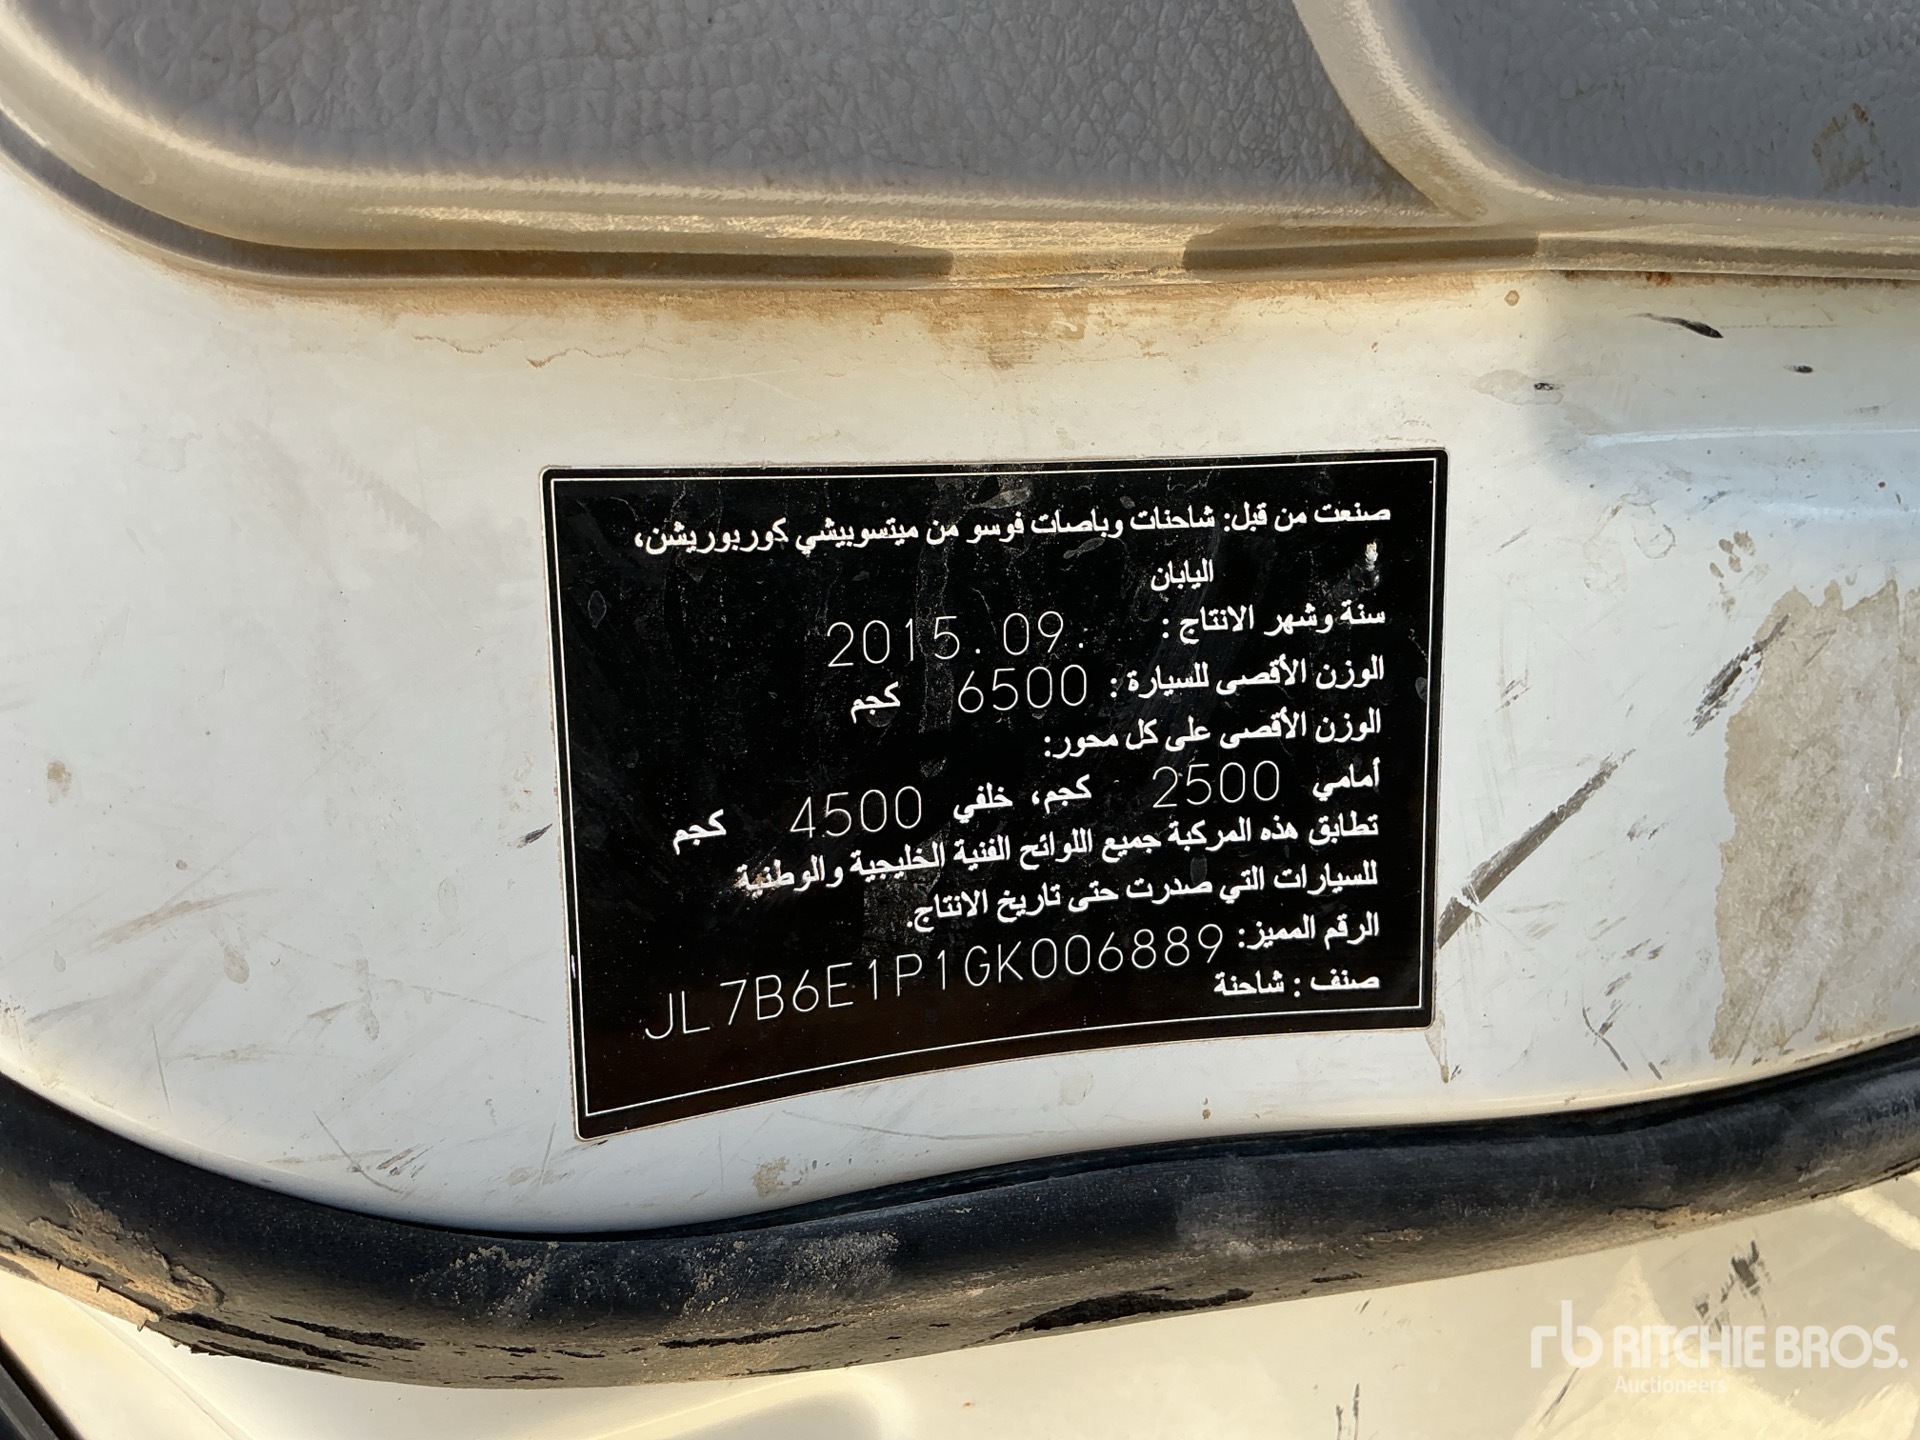 صنعت من قبل: شاحنات وباصات فوسو من ميتسوبيشي كوربوريشن،
اليابان
سنة وشهر الانتاج : 2015.09.
الوزن الأقصى للسيارة : 6500 كجم
الوزن الأقصى على كل محور:
أمامي 2500 كجم، خلفي 4500 كجم
تطابق هذه المركبة جميع اللوائح الفنية الخليجية والوطنية
للسيارات التي صدرت حتى تاريخ الانتاج.
الرقم المميز: JL7B6E1P1GK006889
صنف : شاحنة
rb RITCHIE BROS.
Auctioneers